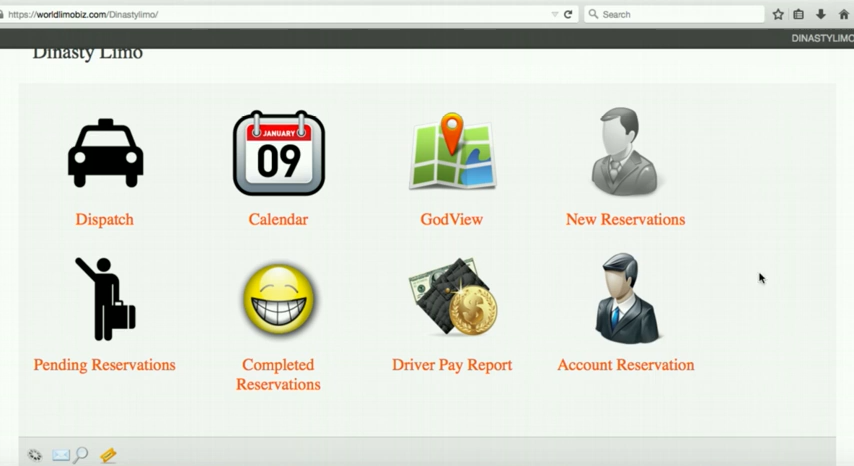 https://worldlimobiz.com/Dinastylimo/
Search
DINASTYLIMO
Dinasty Limo
JANUARY
09
Dispatch
Calendar
GodView
New Reservations
Pending Reservations
Completed
Reservations
Driver Pay Report
Account Reservation